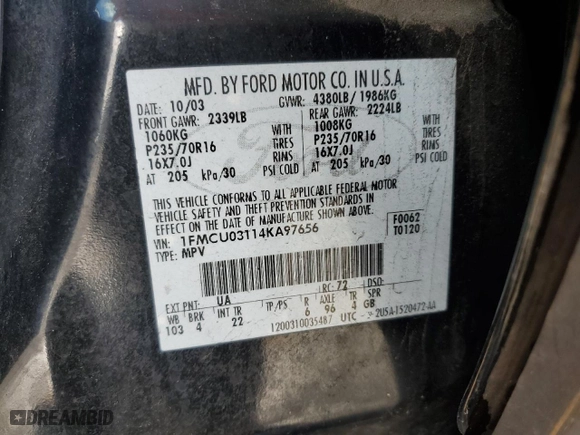 MFD. BY FORD MOTOR CO. IN U.S.A.
DATE: 10/03 GVWR: 4380LB/ 1986KG
FRONT GAWR: 2339LB REAR GAWR: 2224LB
1060KG WITH 1008KG WITH
P235/70R16 TIRES P235/70R16 TIRES
16X7.0J RIMS 16X7.0J RIMS
AT 205 kPa/30 PSI COLD AT 205 kPa/30 PSI COLD
THIS VEHICLE CONFORMS TO ALL APPLICABLE FEDERAL MOTOR
VEHICLE SAFETY AND THEFT PREVENTION STANDARDS IN
EFFECT ON THE DATE OF MANUFACTURE SHOWN ABOVE.
VIN: 1FMCU03114KA97656 F0062
TYPE: MPV T0120
EXT PNT: UA RC: 72 DSO:
WB BRK INT TR TP/PS R AXLE TR SPR
103 4 22 6 96 4 GB
1200310035487 UTC
Ford
DREAMBID